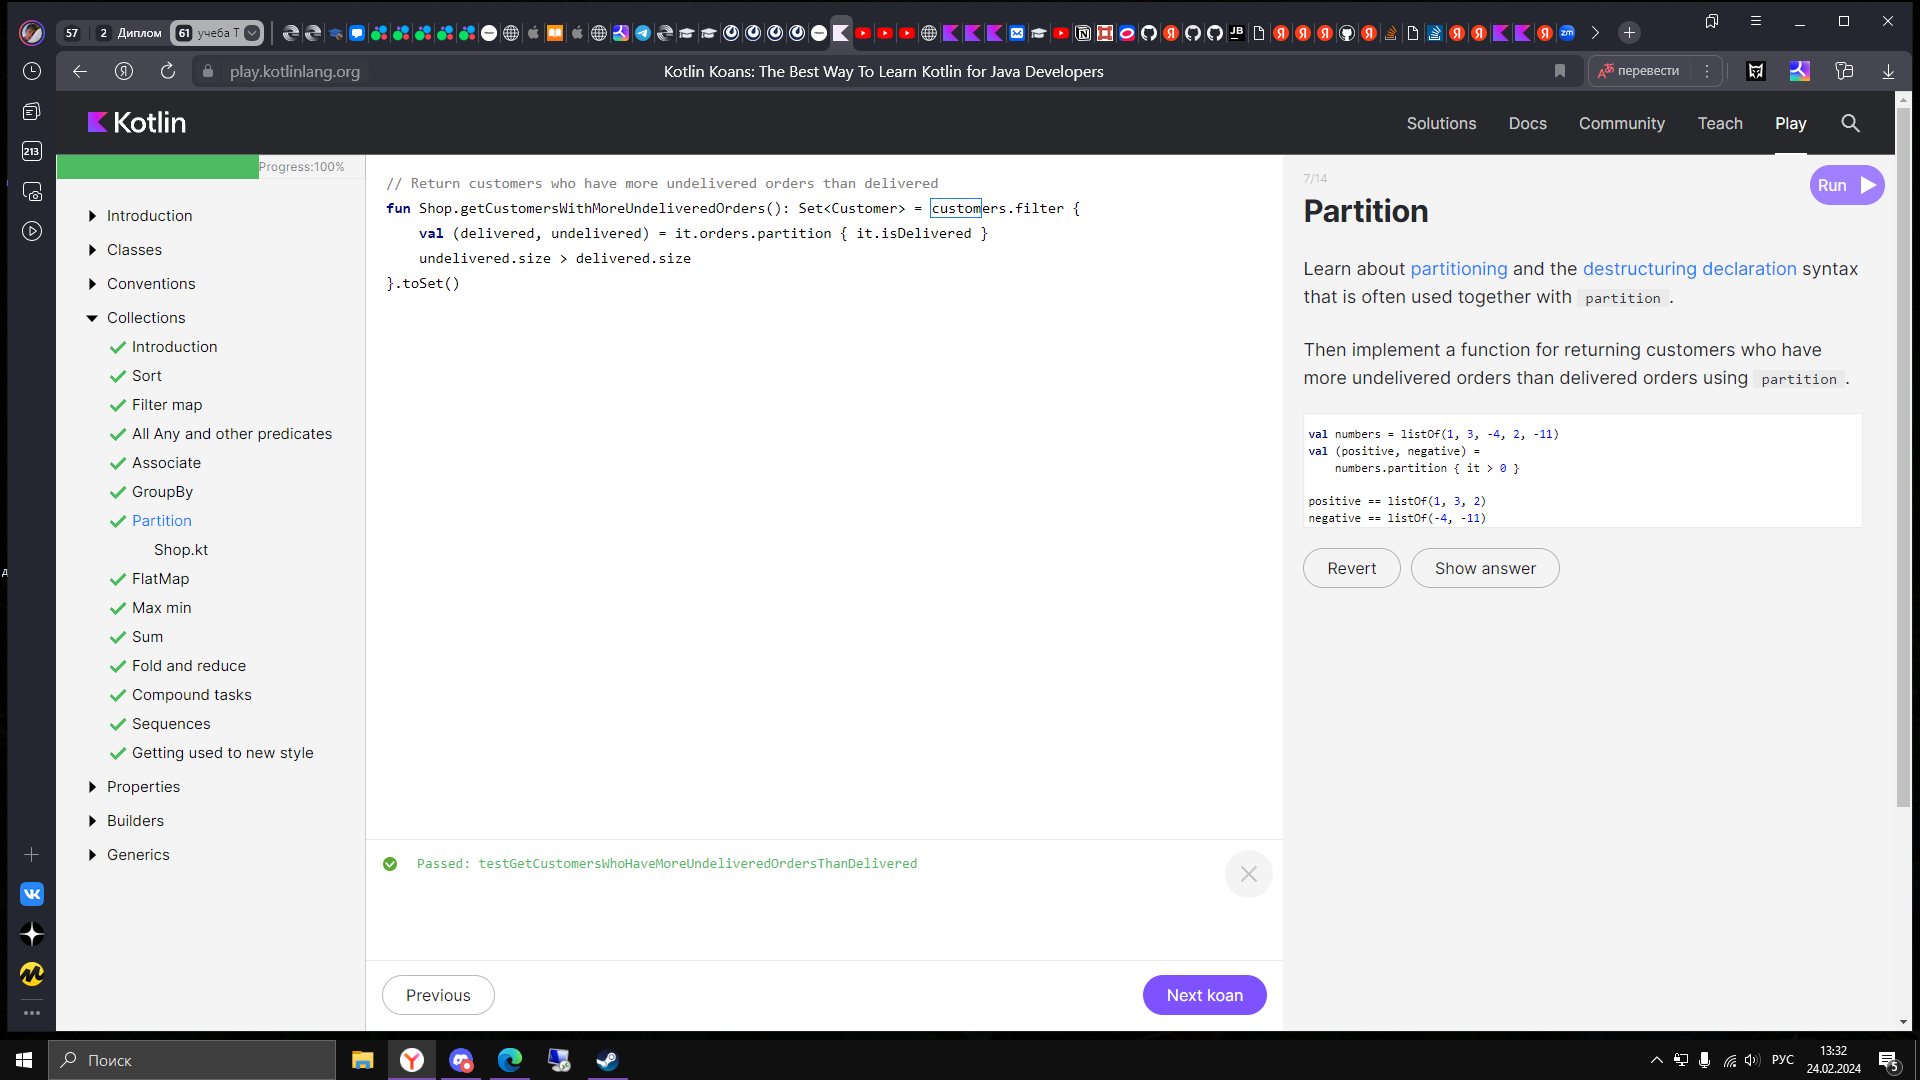 57
2 Диплом
61 учеба Т
play.kotlinlang.org
Kotlin Koans: The Best Way To Learn Kotlin for Java Developers
перевести
213
Kotlin
Solutions
Docs
Community
Teach
Play
Progress:100%
Introduction
Classes
Conventions
Collections
Introduction
Sort
Filter map
All Any and other predicates
Associate
GroupBy
Partition
Shop.kt
FlatMap
Max min
Sum
Fold and reduce
Compound tasks
Sequences
Getting used to new style
Properties
Builders
Generics
// Return customers who have more undelivered orders than delivered
fun Shop.getCustomersWithMoreUndeliveredOrders(): Set<Customer> = customers.filter {
    val (delivered, undelivered) = it.orders.partition { it.isDelivered }
    undelivered.size > delivered.size
}.toSet()
Passed: testGetCustomersWhoHaveMoreUndeliveredOrdersThanDelivered
Previous
Next koan
7/14
Run
Partition
Learn about partitioning and the destructuring declaration syntax
that is often used together with partition .
Then implement a function for returning customers who have
more undelivered orders than delivered orders using partition .
val numbers = listOf(1, 3, -4, 2, -11)
val (positive, negative) =
    numbers.partition { it > 0 }
positive == listOf(1, 3, 2)
negative == listOf(-4, -11)
Revert
Show answer
Поиск
РУС
13:32
24.02.2024
5